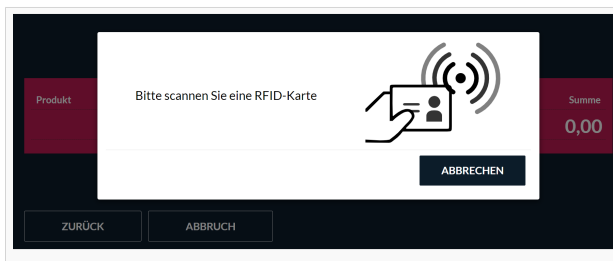 Produkt
Bitte scannen Sie eine RFID-Karte
Summe
0,00
ABBRECHEN
ZURÜCK
ABBRUCH